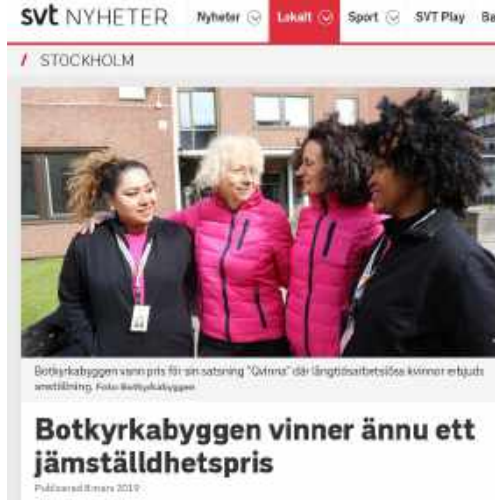 svt NYHETER Nyheter Lokalt Sport SVT Play Ba
/ STOCKHOLM
Botkyrkabyggen vann pris för sin satsning "Qvinna" där långtidsarbetslösa kvinnor erbjuds
anställning. Foto: Botkyrkabyggen
Botkyrkabyggen vinner ännu ett
jämställdhetspris
Publicerad 8 mars 2019